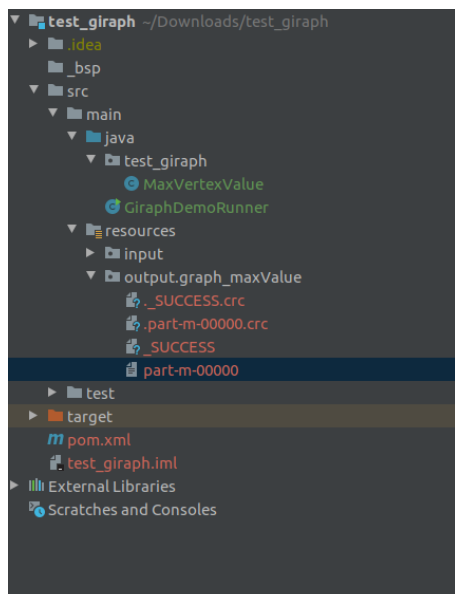 test_giraph ~/Downloads/test_giraph
.idea
_bsp
src
main
java
test_giraph
MaxVertexValue
GiraphDemoRunner
resources
input
output.graph_maxValue
._SUCCESS.crc
.part-m-00000.crc
_SUCCESS
part-m-00000
test
target
pom.xml
test_giraph.iml
External Libraries
Scratches and Consoles